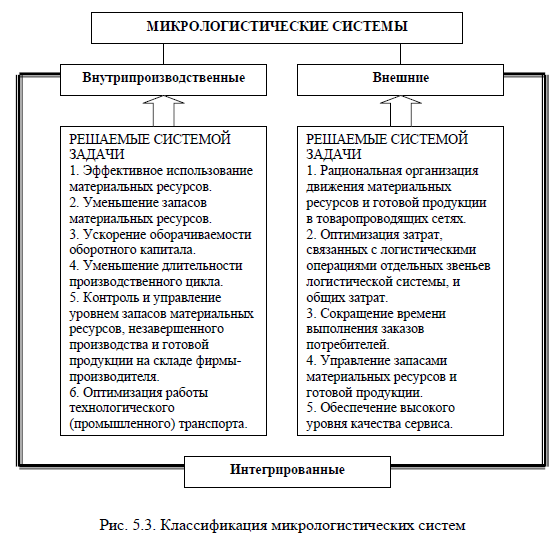 МИКРОЛОГИСТИЧЕСКИЕ СИСТЕМЫ
Внутрипроизводственные
Внешние
РЕШАЕМЫЕ СИСТЕМОЙ
ЗАДАЧИ
1. Эффективное использование
материальных ресурсов.
2. Уменьшение запасов
материальных ресурсов.
3. Ускорение оборачиваемости
оборотного капитала.
4. Уменьшение длительности
производственного цикла.
5. Контроль и управление
уровнем запасов материальных
ресурсов, незавершенного
производства и готовой
продукции на складе фирмы-
производителя.
6. Оптимизация работы
технологического
(промышленного) транспорта.
РЕШАЕМЫЕ СИСТЕМОЙ
ЗАДАЧИ
1. Рациональная организация
движения материальных
ресурсов и готовой продукции
в товаропроводящих сетях.
2. Оптимизация затрат,
связанных с логистическими
операциями отдельных звеньев
логистической системы, и
общих затрат.
3. Сокращение времени
выполнения заказов
потребителей.
4. Управление запасами
материальных ресурсов и
готовой продукции.
5. Обеспечение высокого
уровня качества сервиса.
Интегрированные
Рис. 5.3. Классификация микрологистических систем